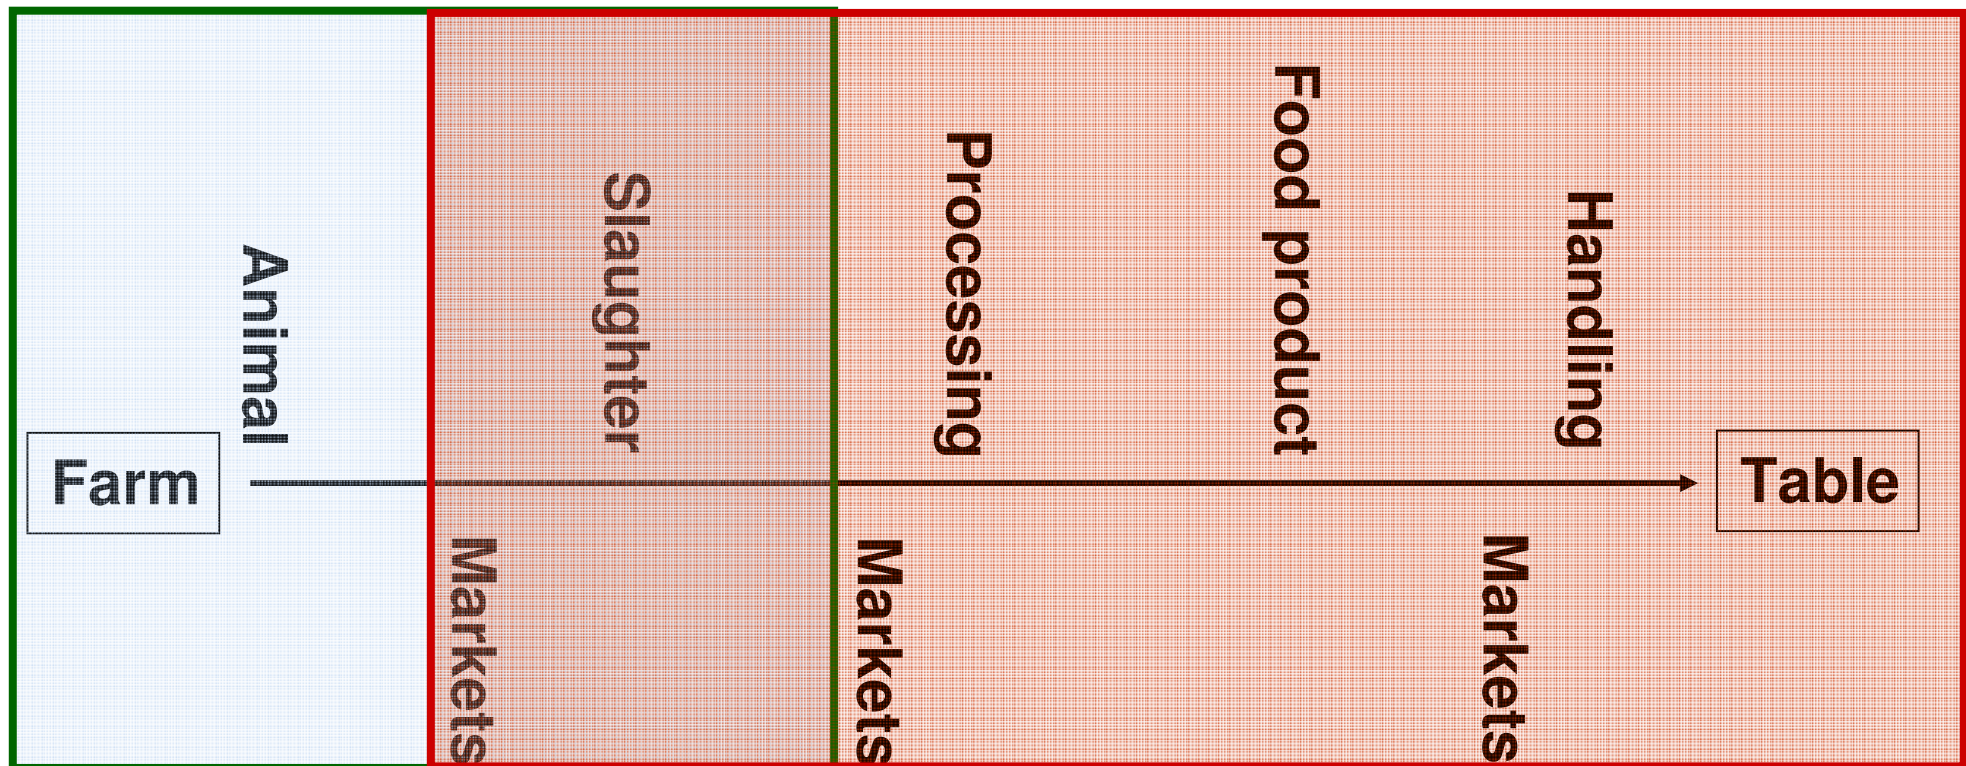 Farm
Animal
Slaughter
Processing
Food product
Handling
Table
Markets
Markets
Markets